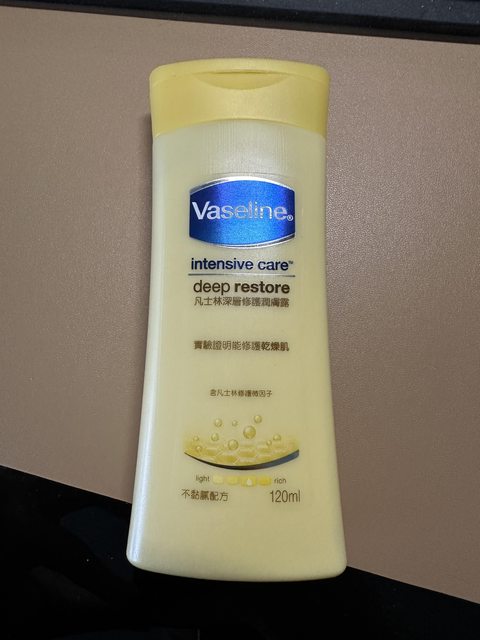 Vaseline®
intensive care™
deep restore
凡士林深層修護潤膚露
實驗證明能修護乾燥肌
含凡士林修護微因子
light rich
不黏膩配方 120ml